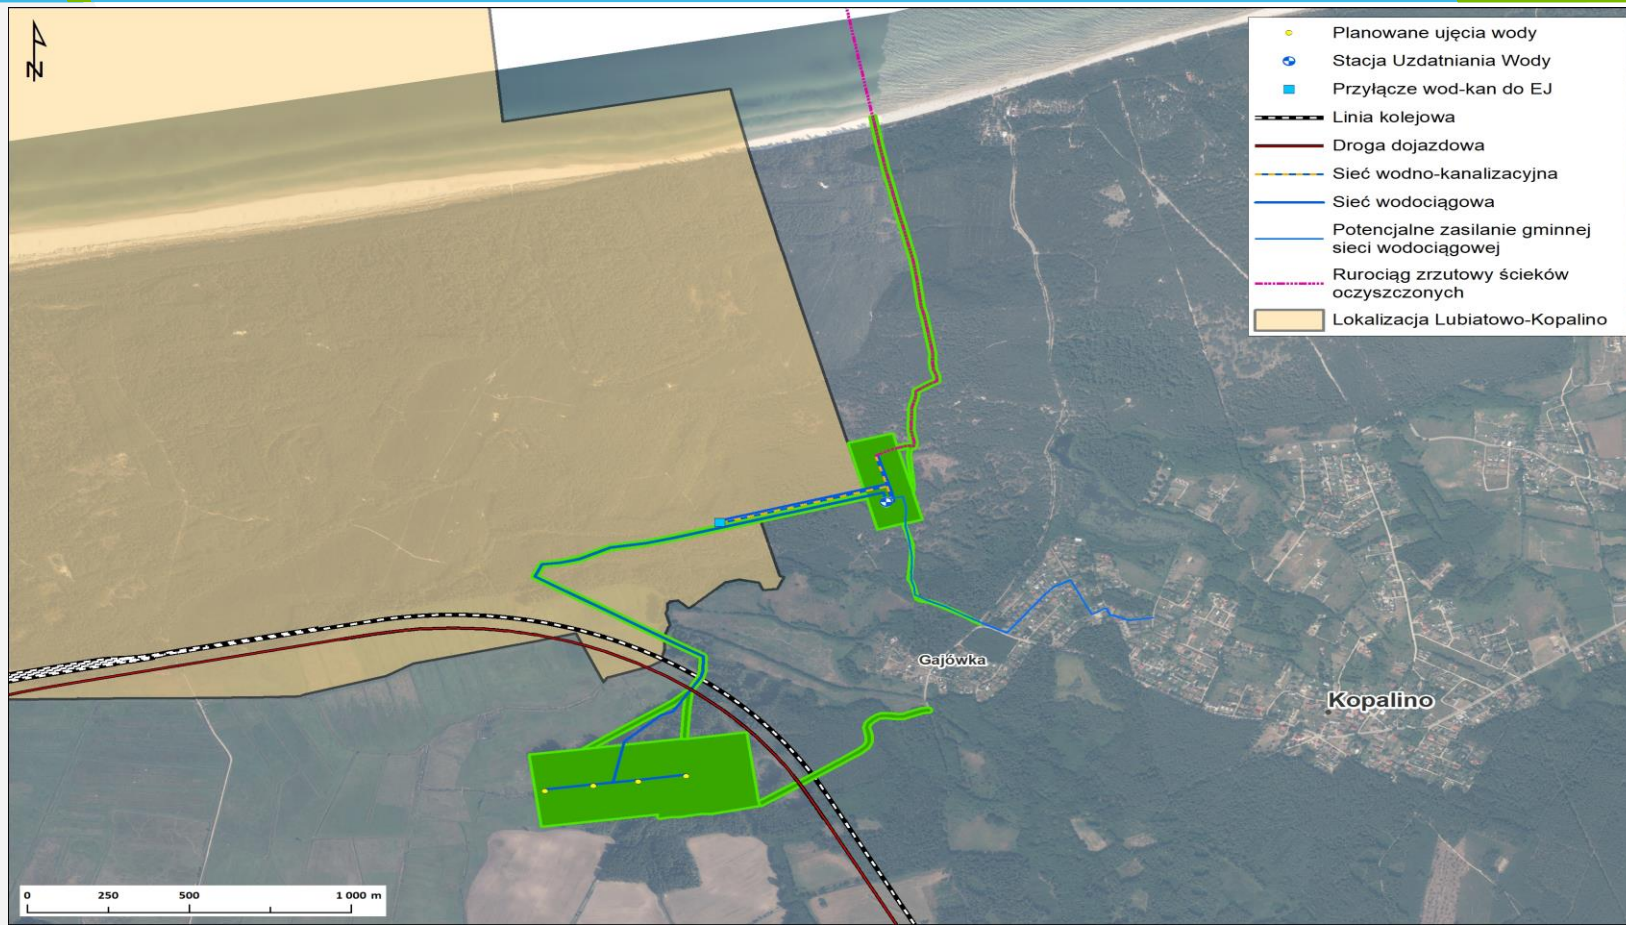 N
Planowane ujęcia wody
Stacja Uzdatniania Wody
Przyłącze wod-kan do EJ
Linia kolejowa
Droga dojazdowa
Sieć wodno-kanalizacyjna
Sieć wodociągowa
Potencjalne zasilanie gminnej
sieci wodociągowej
Rurociąg zrzutowy ścieków
oczyszczonych
Lokalizacja Lubiatowo-Kopalino
Gajówka
Kopalino
0 250 500 1 000 m